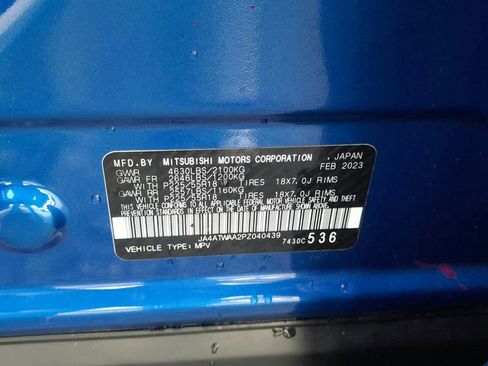 MFD.BY MITSUBISHI MOTORS CORPORATION , JAPAN
FEB 2023
GVWR 4630LBS/2100KG
GAWR FR 2646LBS/1200KG
WITH P225/55R18 TIRES 18X7.0J RIMS
GAWR RR 2557LBS/1160KG
WITH P225/55R18 TIRES 18X7.0J RIMS
THIS VEHICLE CONFORMS TO ALL APPLICABLE FEDERAL MOTOR VEHICLE SAFETY AND THEFT
PREVENTION STANDARDS IN EFFECT ON THE DATE OF MANUFACTURE SHOWN ABOVE.
JA4ATWAA2PZ040439
VEHICLE TYPE: MPV 7430C 536